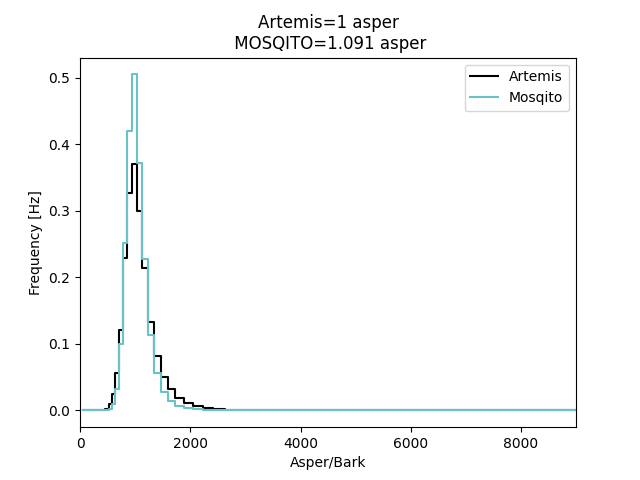 Artemis=1 asper
MOSQITO=1.091 asper
Artemis
Mosqito
Frequency [Hz]
0.5
0.4
0.3
0.2
0.1
0.0
0 2000 4000 6000 8000
Asper/Bark